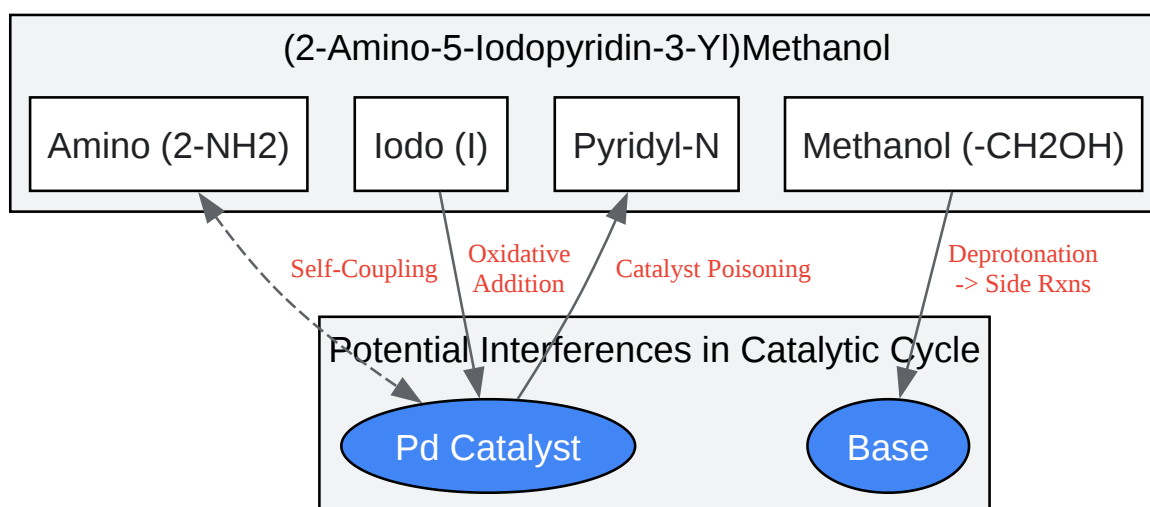 (2-Amino-5-Iodopyridin-3-Yl)Methanol
Amino (2-NH2)
Iodo (I)
Pyridyl-N
Methanol (-CH2OH)
Self-Coupling
Oxidative
Addition
Catalyst Poisoning
Deprotonation
-> Side Rxns
Potential Interferences in Catalytic Cycle
Pd Catalyst
Base